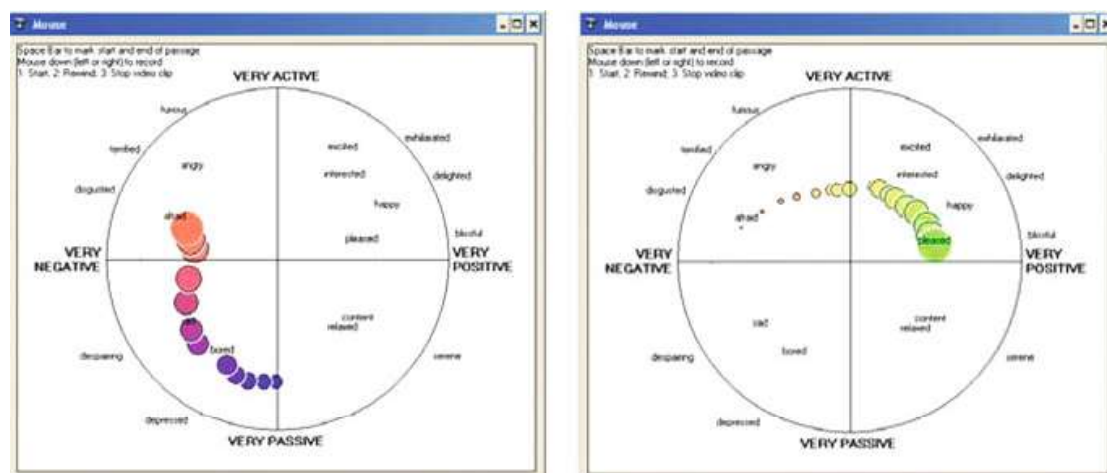 Mouse
Space Bar to mark start and end of passage
Mouse down (left or right) to record
1: Start, 2: Rewind; 3: Stop video clip
VERY ACTIVE
furious
exhilarated
terrified
excited
angry
interested
delighted
disgusted
happy
afraid
blissful
pleased
VERY NEGATIVE
VERY POSITIVE
content
relaxed
sad
bored
despairing
serene
depressed
VERY PASSIVE
Mouse
Space Bar to mark start and end of passage
Mouse down (left or right) to record
1: Start, 2: Rewind; 3: Stop video clip
VERY ACTIVE
furious
exhilarated
terrified
excited
angry
interested
delighted
disgusted
happy
afraid
blissful
pleased
VERY NEGATIVE
VERY POSITIVE
content
relaxed
sad
bored
despairing
serene
depressed
VERY PASSIVE